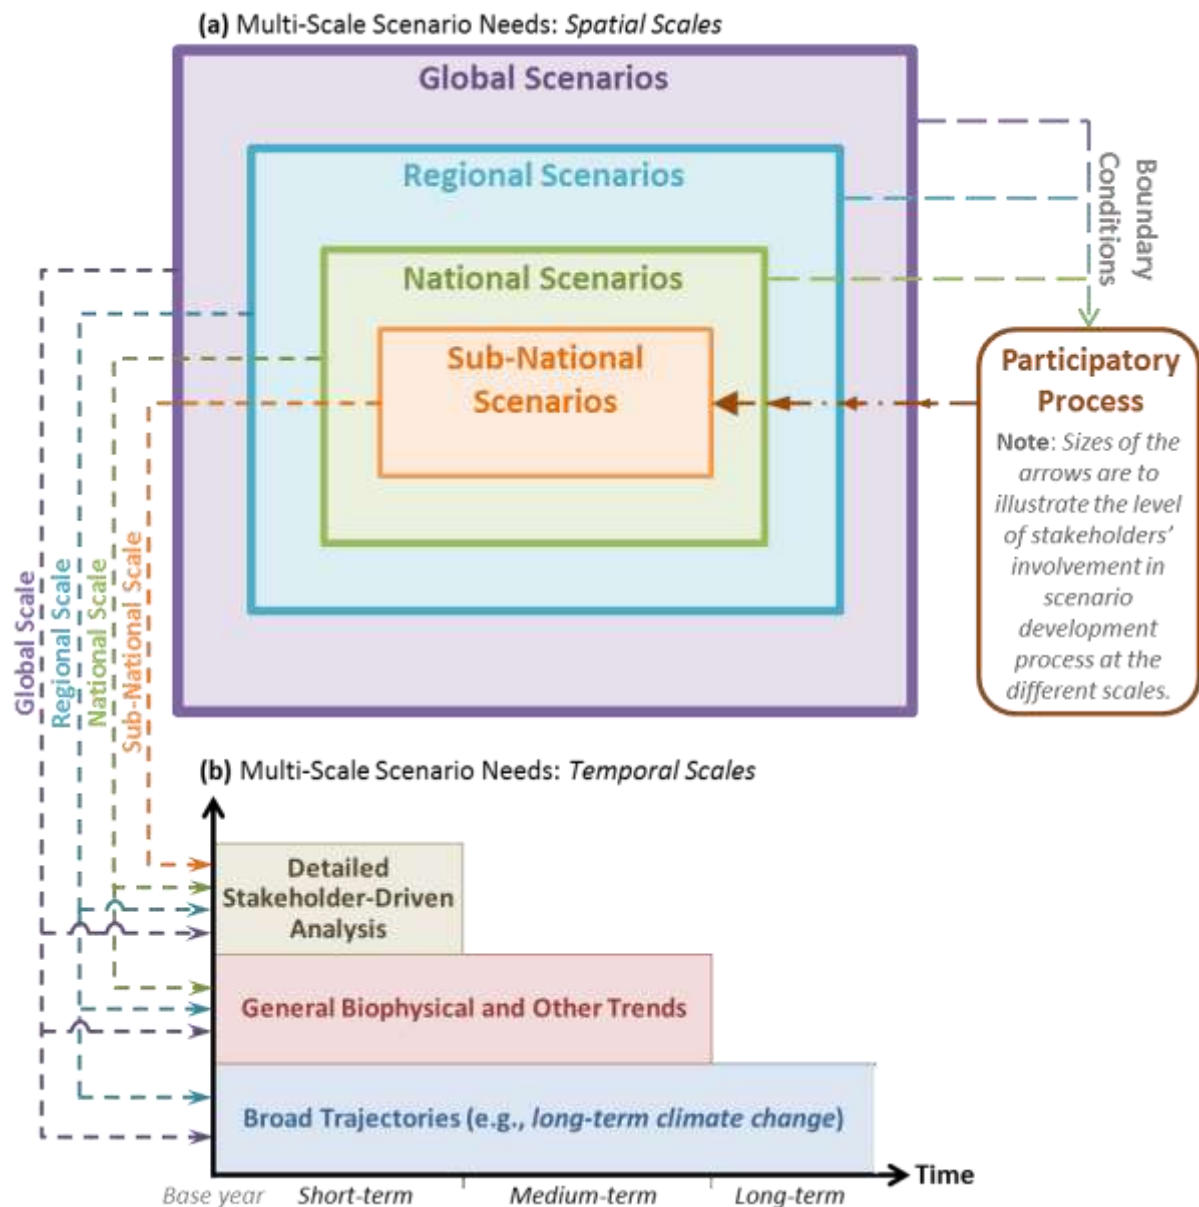 (a) Multi-Scale Scenario Needs: Spatial Scales
Global Scenarios
Regional Scenarios
National Scenarios
Sub-National
Scenarios
Boundary
Conditions
Participatory
Process
Note: Sizes of the
arrows are to
illustrate the level
of stakeholders’
involvement in
scenario
development
process at the
different scales.
Global Scale
Regional Scale
National Scale
Sub-National Scale
(b) Multi-Scale Scenario Needs: Temporal Scales
Detailed
Stakeholder-Driven
Analysis
General Biophysical and Other Trends
Broad Trajectories (e.g., long-term climate change)
Time
Base year
Short-term
Medium-term
Long-term